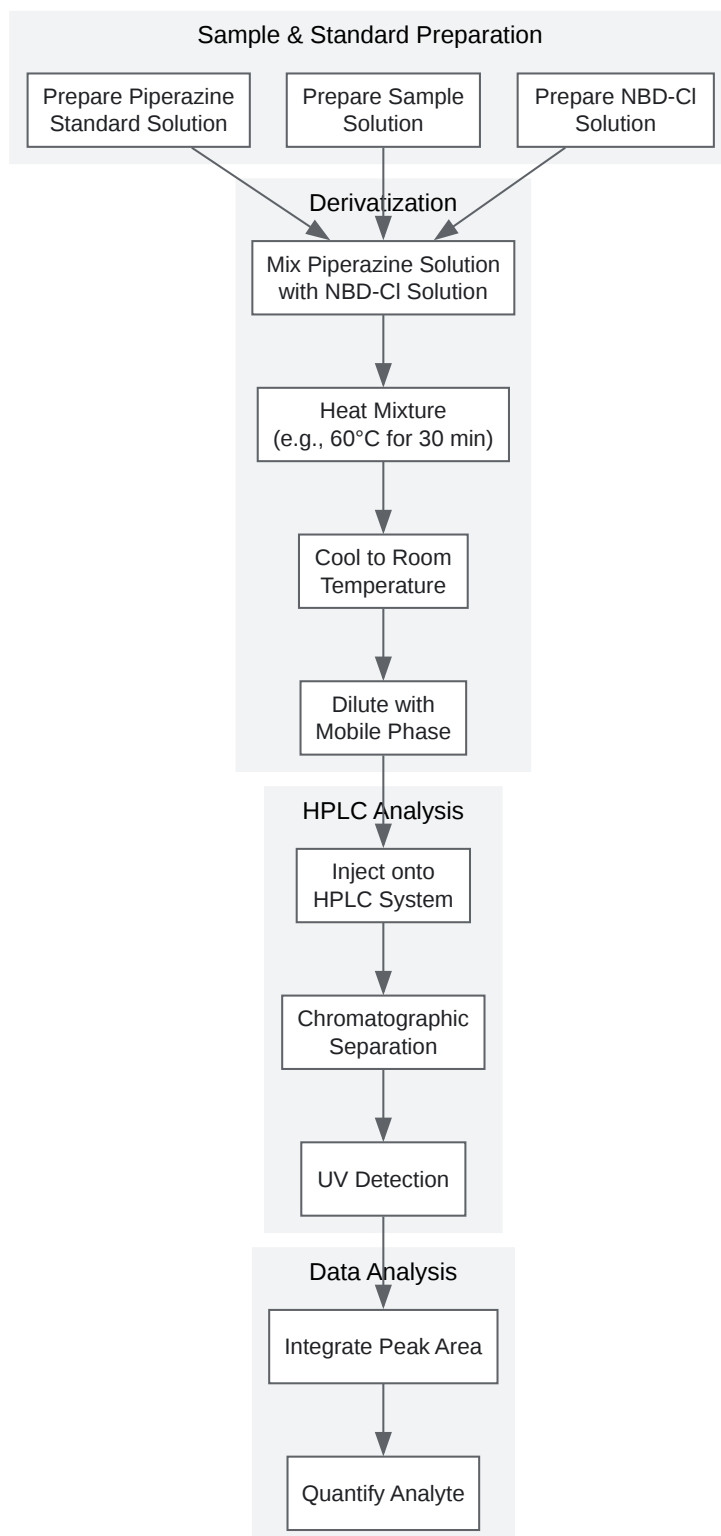 Sample & Standard Preparation
Prepare Piperazine
Standard Solution
Prepare Sample
Solution
Prepare NBD-Cl
Solution
Derivatization
Mix Piperazine Solution
with NBD-Cl Solution
Heat Mixture
(e.g., 60°C for 30 min)
Cool to Room
Temperature
Dilute with
Mobile Phase
HPLC Analysis
Inject onto
HPLC System
Chromatographic
Separation
UV Detection
Data Analysis
Integrate Peak Area
Quantify Analyte